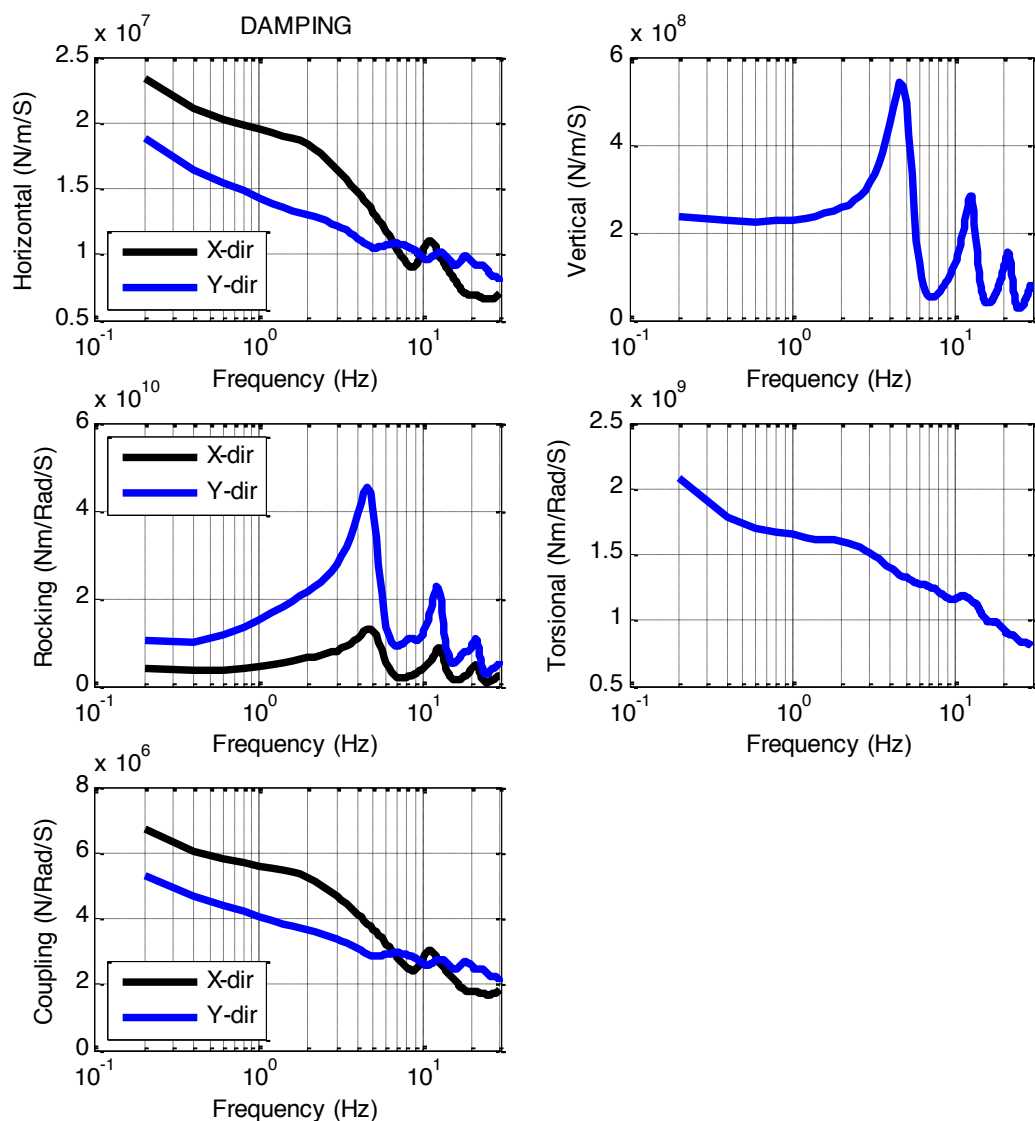 DAMPING
x 10^7
2.5
2
1.5
1
0.5
10^-1
10^0
10^1
Horizontal (N/m/S)
Frequency (Hz)
X-dir
Y-dir
x 10^8
6
4
2
0
10^-1
10^0
10^1
Vertical (N/m/S)
Frequency (Hz)
x 10^10
6
4
2
0
10^-1
10^0
10^1
Rocking (Nm/Rad/S)
Frequency (Hz)
X-dir
Y-dir
x 10^9
2.5
2
1.5
1
0.5
10^-1
10^0
10^1
Torsional (Nm/Rad/S)
Frequency (Hz)
x 10^6
8
6
4
2
0
10^-1
10^0
10^1
Coupling (N/Rad/S)
Frequency (Hz)
X-dir
Y-dir